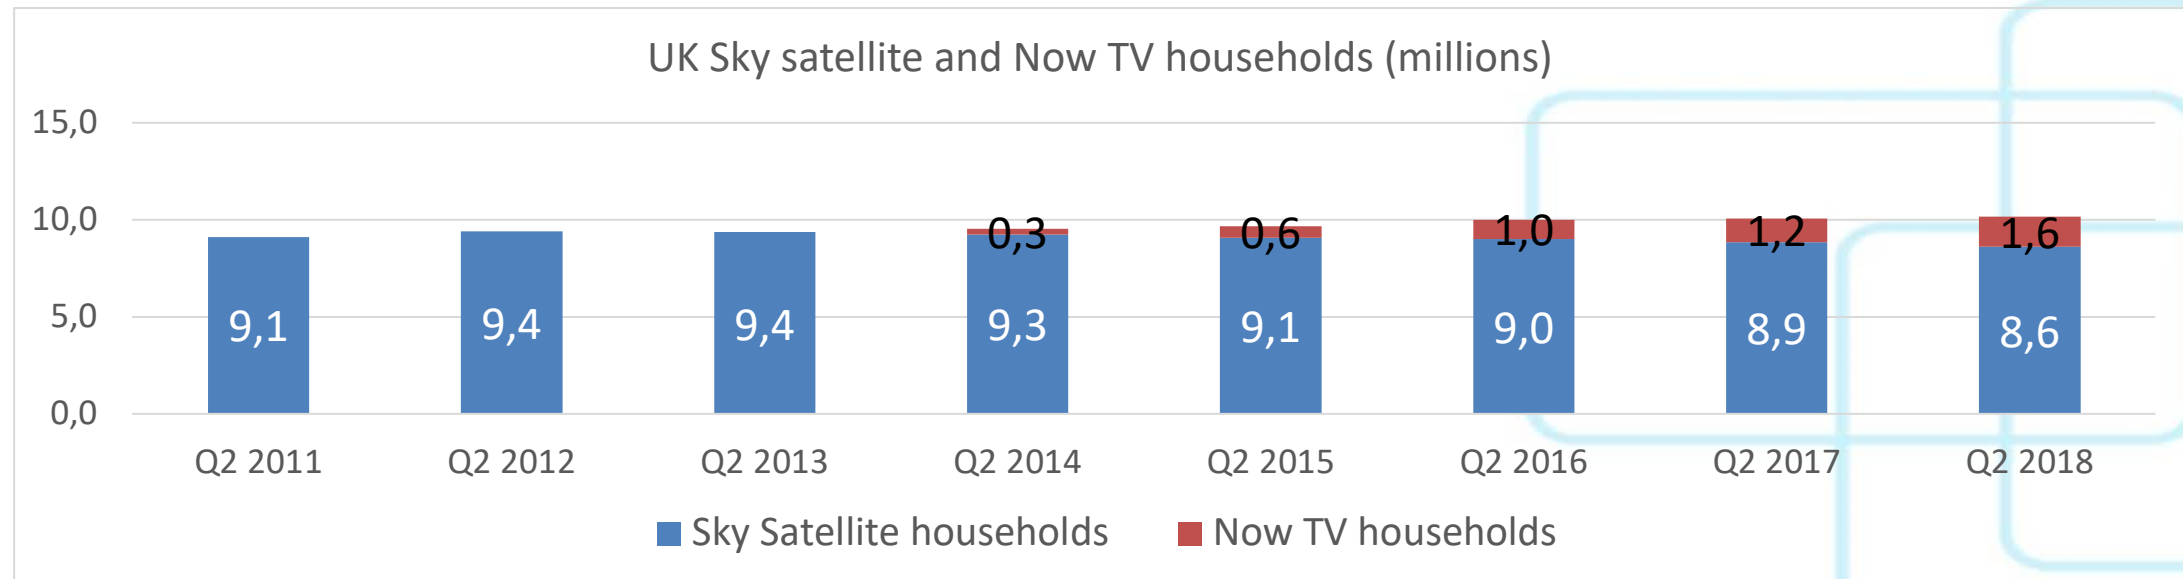 UK Sky satellite and Now TV households (millions)
15,0
10,0
5,0
0,0
0,3 0,6 1,0 1,2 1,6
9,1 9,4 9,4 9,3 9,1 9,0 8,9 8,6
Q2 2011 Q2 2012 Q2 2013 Q2 2014 Q2 2015 Q2 2016 Q2 2017 Q2 2018
Sky Satellite households Now TV households